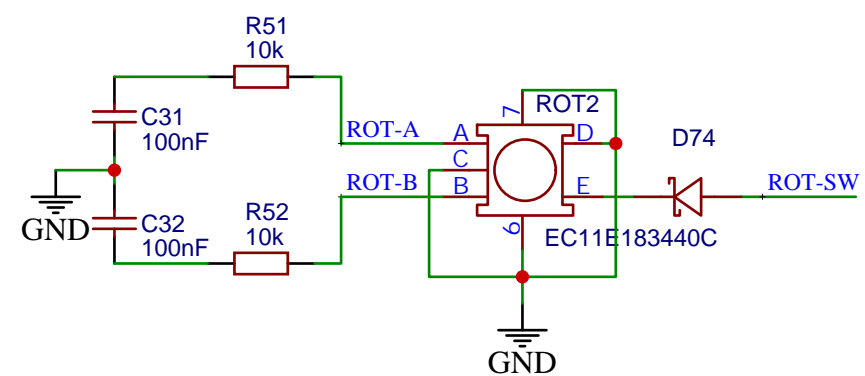 R51
10k
C31
100nF
ROT-A
7
ROT2
A
D
C
B
E
6
D74
ROT-B
ROT-SW
GND
C32
100nF
R52
10k
EC11E183440C
GND